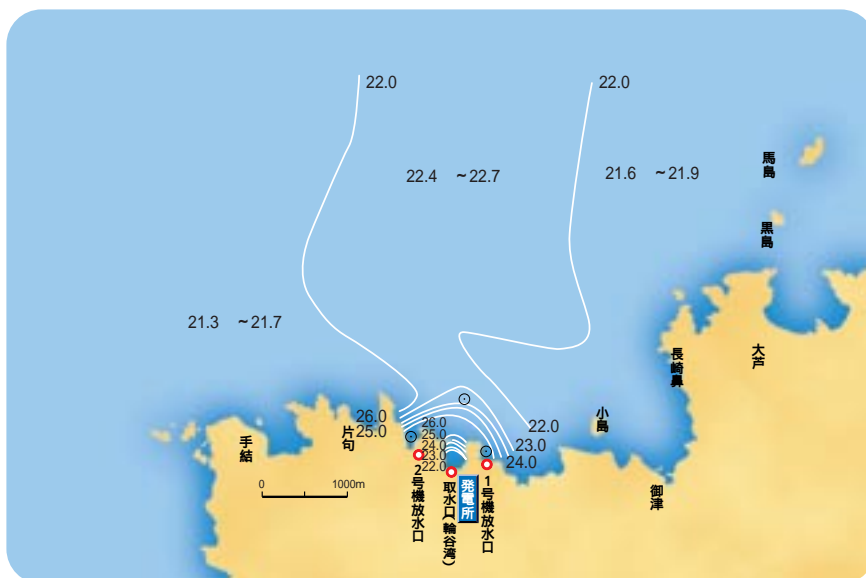 22.0
22.0
22.4 ~22.7
21.6 ~21.9
馬島
黒島
21.3 ~21.7
大芦
長崎鼻
小島
26.0
25.0
26.0
25.0
24.0
23.0
22.0
22.0
23.0
24.0
手結
片句
御津
2号機放水口
取水口(輪谷湾)
発電所
1号機放水口
0 1000m